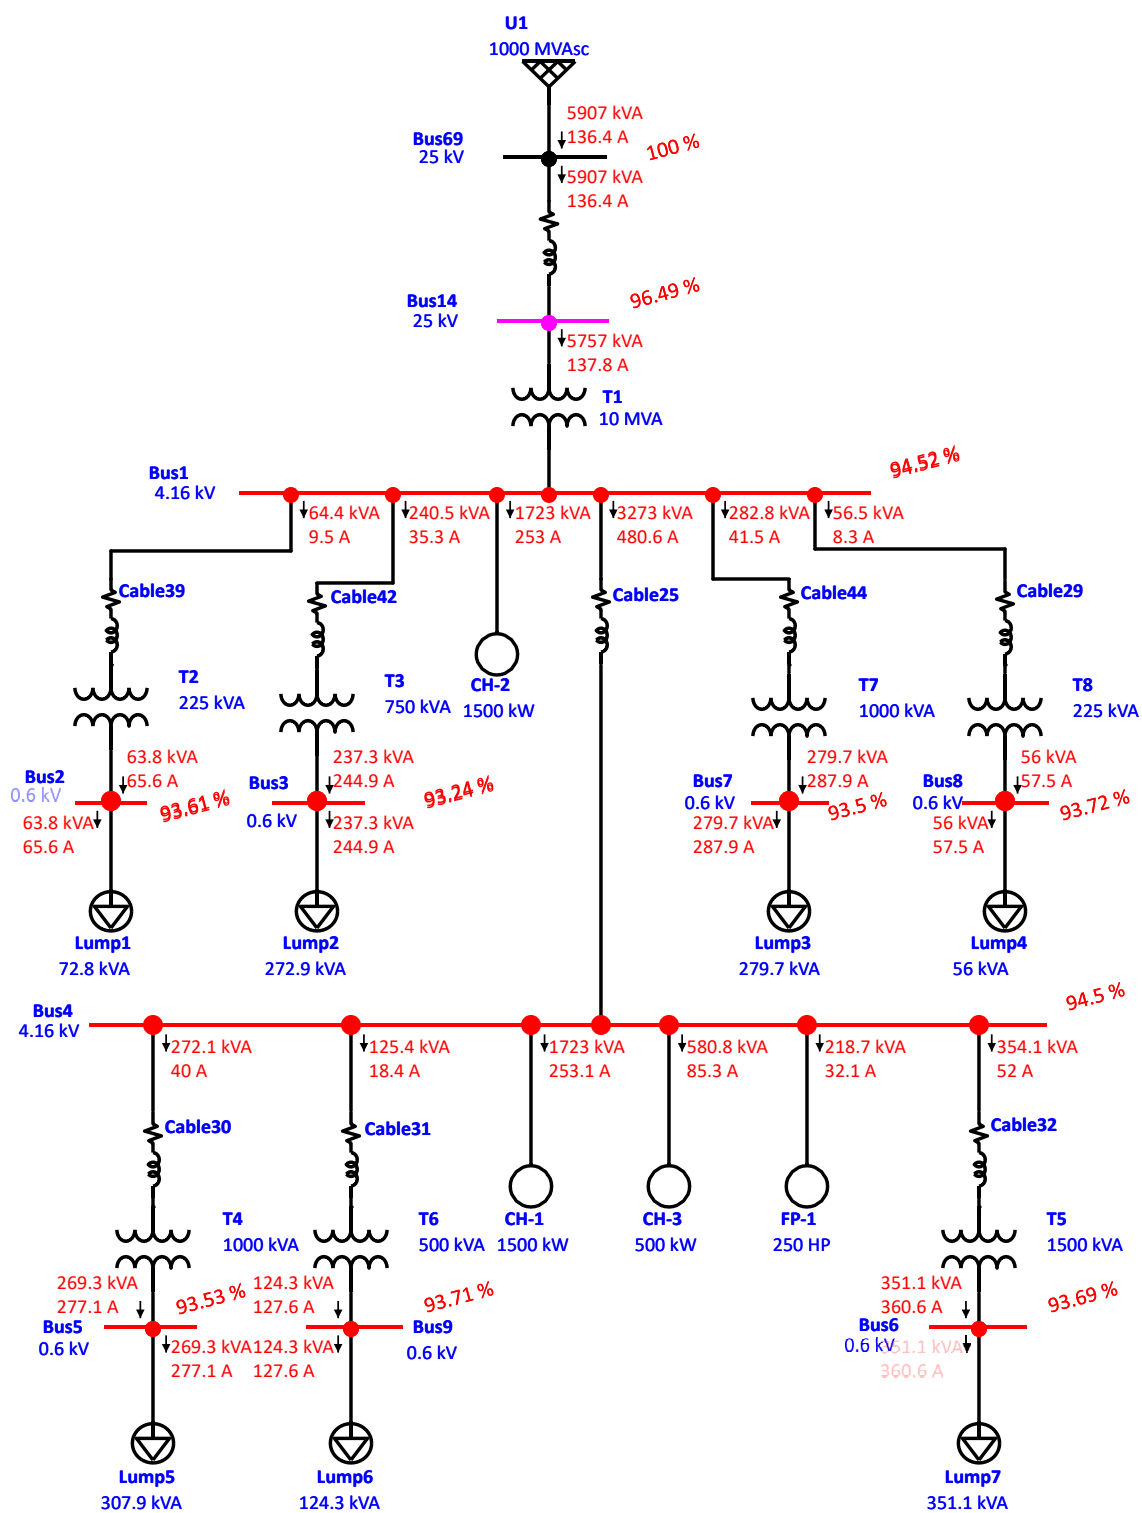 U1
1000 MVAsc
5907 kVA
136.4 A
Bus69
25 kV
100 %
5907 kVA
136.4 A
Bus14
25 kV
96.49 %
5757 kVA
137.8 A
T1
10 MVA
Bus1
4.16 kV
94.52 %
64.4 kVA
9.5 A
240.5 kVA
35.3 A
1723 kVA
253 A
3273 kVA
480.6 A
282.8 kVA
41.5 A
56.5 kVA
8.3 A
Cable39
Cable42
Cable25
Cable44
Cable29
T2
225 kVA
T3
750 kVA
CH-2
1500 kW
T7
1000 kVA
T8
225 kVA
63.8 kVA
65.6 A
Bus2
0.6 kV
93.61 %
63.8 kVA
65.6 A
237.3 kVA
244.9 A
Bus3
0.6 kV
93.24 %
237.3 kVA
244.9 A
279.7 kVA
287.9 A
Bus7
0.6 kV
93.5 %
279.7 kVA
287.9 A
56 kVA
57.5 A
Bus8
0.6 kV
93.72 %
56 kVA
57.5 A
Lump1
72.8 kVA
Lump2
272.9 kVA
Lump3
279.7 kVA
Lump4
56 kVA
Bus4
4.16 kV
94.5 %
272.1 kVA
40 A
125.4 kVA
18.4 A
1723 kVA
253.1 A
580.8 kVA
85.3 A
218.7 kVA
32.1 A
354.1 kVA
52 A
Cable30
Cable31
Cable32
T4
1000 kVA
T6
500 kVA
CH-1
1500 kW
CH-3
500 kW
FP-1
250 HP
T5
1500 kVA
269.3 kVA
277.1 A
93.53 %
Bus5
0.6 kV
269.3 kVA
277.1 A
124.3 kVA
127.6 A
93.71 %
Bus9
0.6 kV
124.3 kVA
127.6 A
351.1 kVA
360.6 A
93.69 %
Bus6
0.6 kV
351.1 kVA
360.6 A
Lump5
307.9 kVA
Lump6
124.3 kVA
Lump7
351.1 kVA